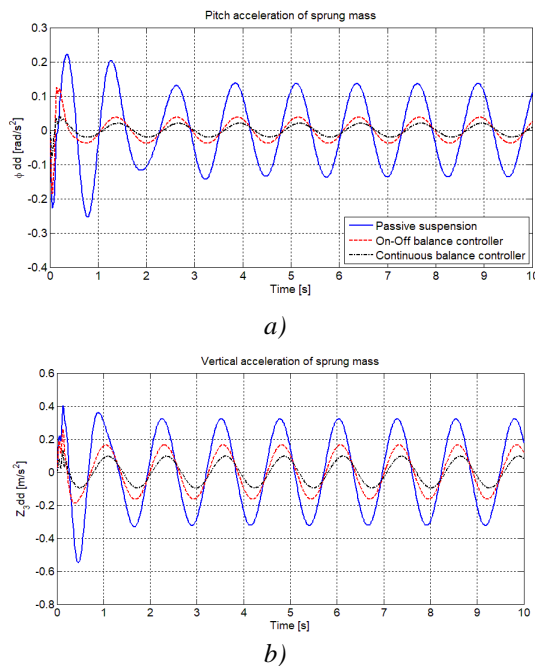 Pitch acceleration of sprung mass
0.3
0.2
0.1
0
-0.1
-0.2
-0.3
-0.4
ϕ dd [rad/s²]
0 1 2 3 4 5 6 7 8 9 10
Time [s]
Passive suspension
On-Off balance controller
Continuous balance controller
a)
Vertical acceleration of sprung mass
0.6
0.4
0.2
0
-0.2
-0.4
-0.6
-0.8
Z₃dd [m/s²]
0 1 2 3 4 5 6 7 8 9 10
Time [s]
b)